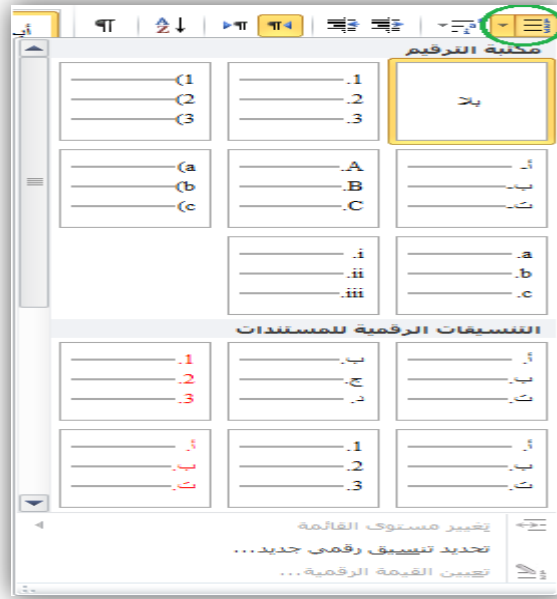 مكتبة الترقيم
بلا
1.
2.
3.
1)
2)
3)
أ-
ب-
ت-
A.
B.
C.
a)
b)
c)
a.
b.
c.
i.
ii.
iii.
التنسيقات الرقمية للمستندات
أ.
ب.
ت.
ب.
ج.
د.
1.
2.
3.
أ.
ب.
ت.
1.
2.
3.
أ.
ب.
ت.
تغيير مستوى القائمة
تحديد تنسيق رقمي جديد...
تعيين القيمة الرقمية...